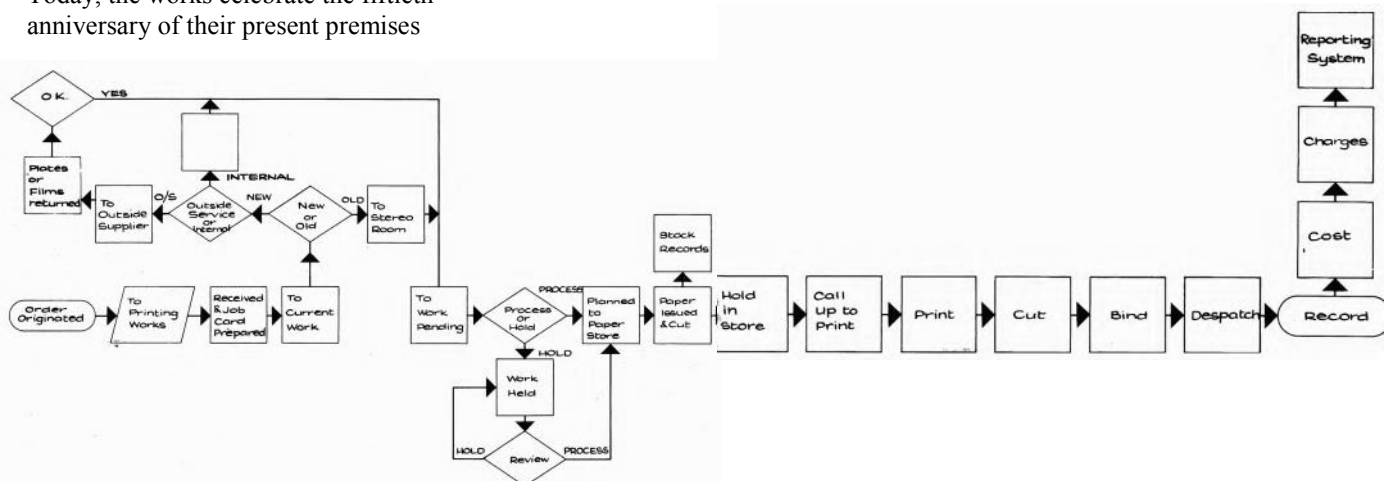 Today, the works celebrate the fiftieth
anniversary of their present premises
O.K.
YES
Plates
or
Films
returned
O/S
To
Outside
Supplier
INTERNAL
Outside
Service
or
Internal
NEW
New
or
Old
OLD
To
Stereo
Room
Order
Originated
To
Printing
Works
Received
& Job
Card
Prepared
To
Current
Work
To
Work
Pending
Process
or
Hold
PROCESS
HOLD
Work
Held
HOLD
Review
PROCESS
Planned
to
Paper
Store
Stock
Records
Paper
Issued
& Cut
Hold
in
Store
Call
Up to
Print
Print
Cut
Bind
Despatch
Record
Cost
Charges
Reporting
System